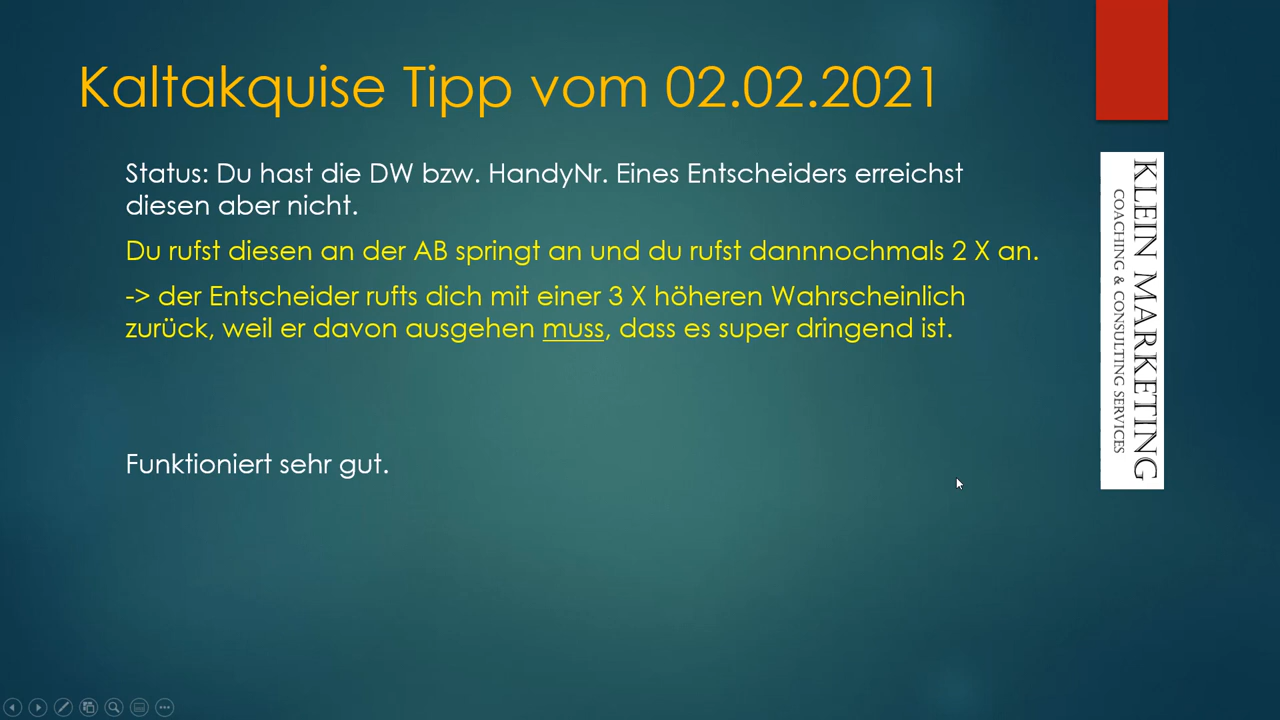 Kaltakquise Tipp vom 02.02.2021
Status: Du hast die DW bzw. HandyNr. Eines Entscheiders erreichst
diesen aber nicht.
Du rufst diesen an der AB springt an und du rufst dannnochmals 2 X an.
-> der Entscheider rufts dich mit einer 3 X höheren Wahrscheinlich
zurück, weil er davon ausgehen muss, dass es super dringend ist.
Funktioniert sehr gut.
KLEIN MARKETING
COACHING & CONSULTING SERVICES